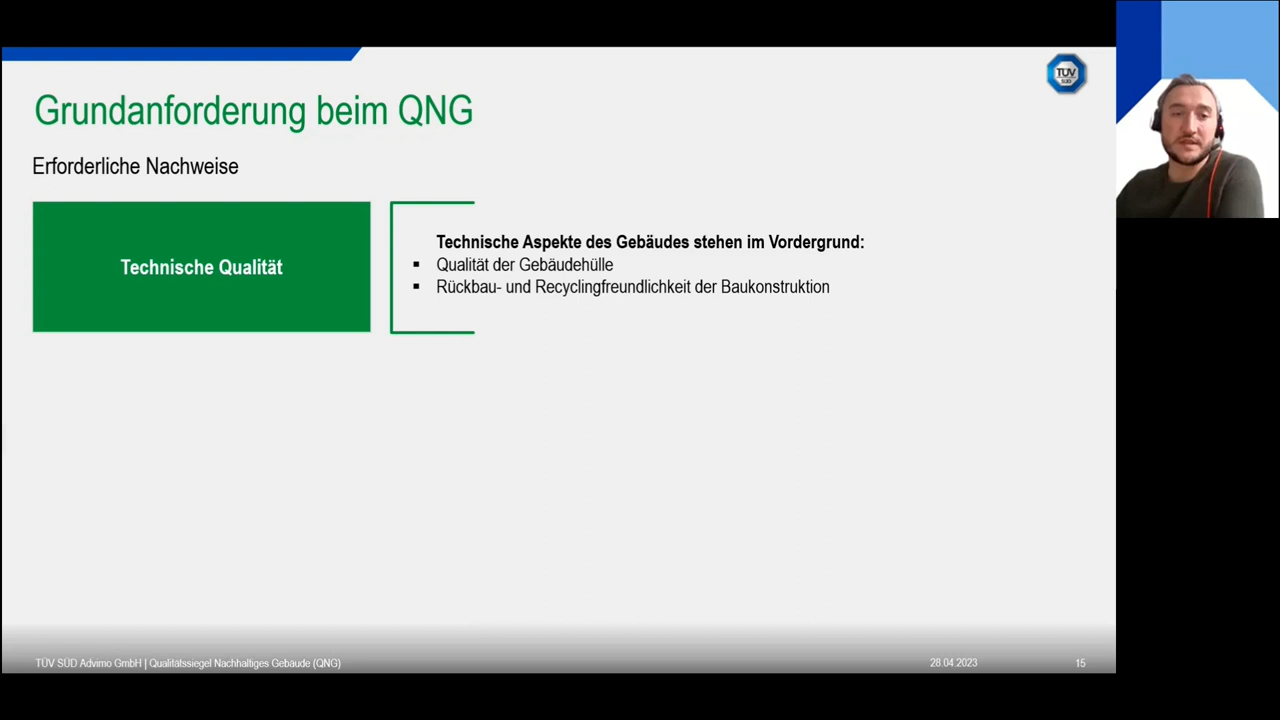 TÜV
SÜD
Grundanforderung beim QNG
Erforderliche Nachweise
Technische Qualität
Technische Aspekte des Gebäudes stehen im Vordergrund:
▪ Qualität der Gebäudehülle
▪ Rückbau- und Recyclingfreundlichkeit der Baukonstruktion
TÜV SÜD Advimo GmbH | Qualitätssiegel Nachhaltiges Gebäude (QNG)
28.04.2023
15